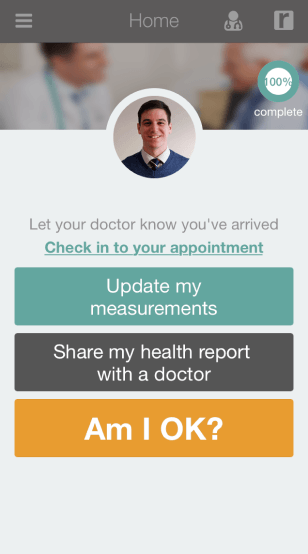 Home
100%
complete
Let your doctor know you've arrived
Check in to your appointment
Update my
measurements
Share my health report
with a doctor
Am I OK?